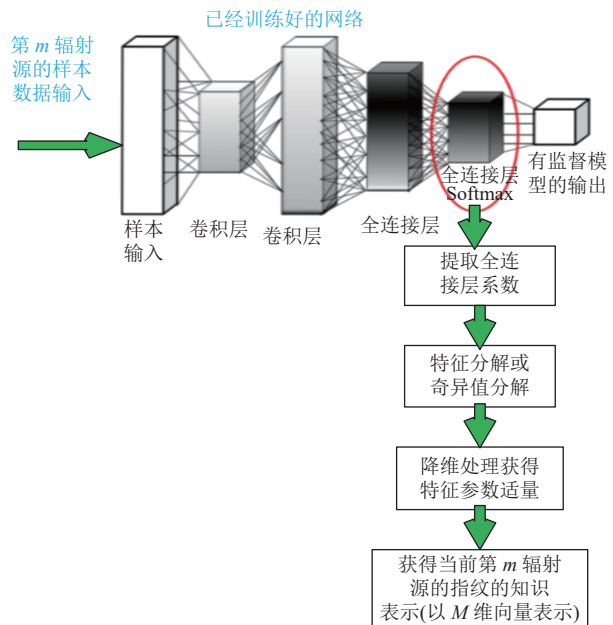 已经训练好的网络
第 m 辐射
源的样本
数据输入
样本
输入
卷积层
卷积层
全连接层
全连接层
Softmax
有监督模
型的输出
提取全连
接层系数
特征分解或
奇异值分解
降维处理获得
特征参数适量
获得当前第 m 辐射
源的指纹的知识
表示(以 M 维向量表示)